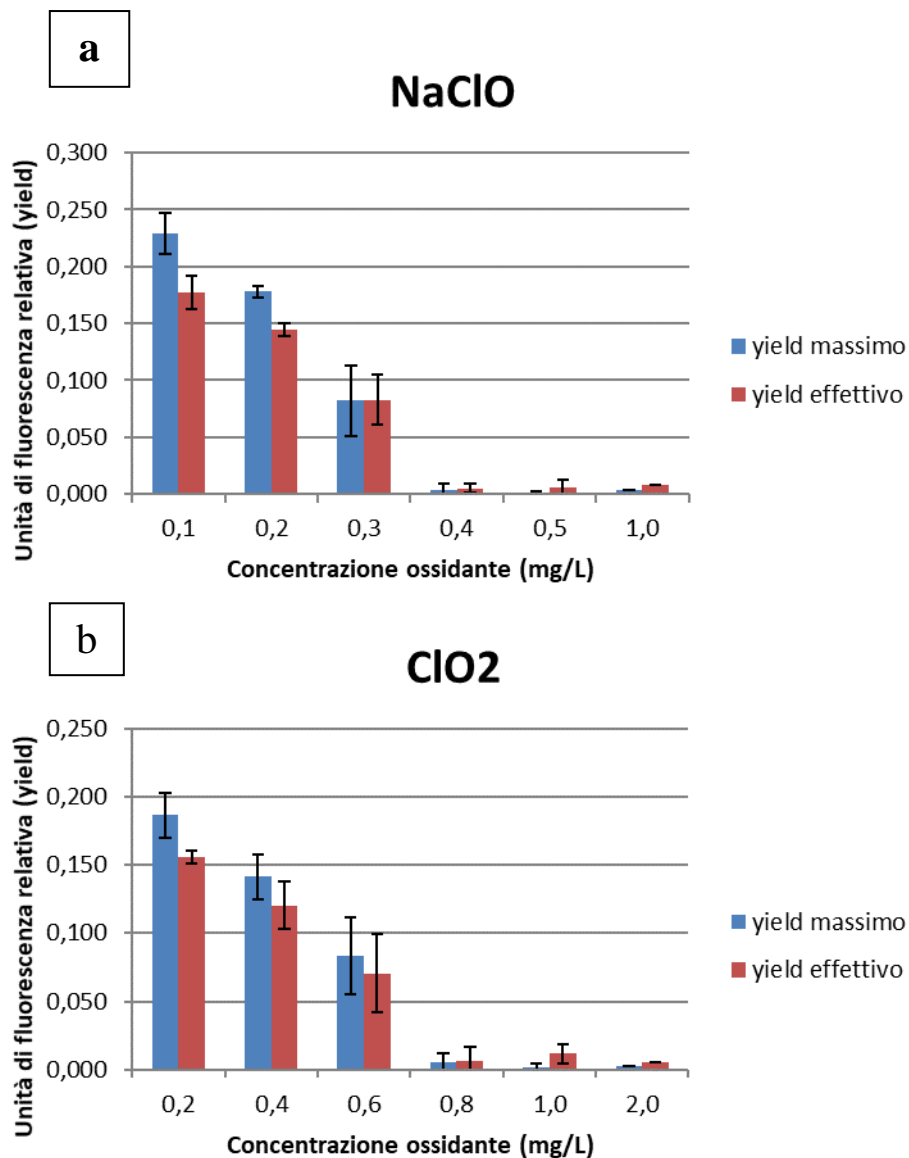 a
NaClO
Unità di fluorescenza relativa (yield)
0,300
0,250
0,200
0,150
0,100
0,050
0,000
0,1 0,2 0,3 0,4 0,5 1,0
Concentrazione ossidante (mg/L)
yield massimo
yield effettivo
b
ClO2
Unità di fluorescenza relativa (yield)
0,250
0,200
0,150
0,100
0,050
0,000
0,2 0,4 0,6 0,8 1,0 2,0
Concentrazione ossidante (mg/L)
yield massimo
yield effettivo